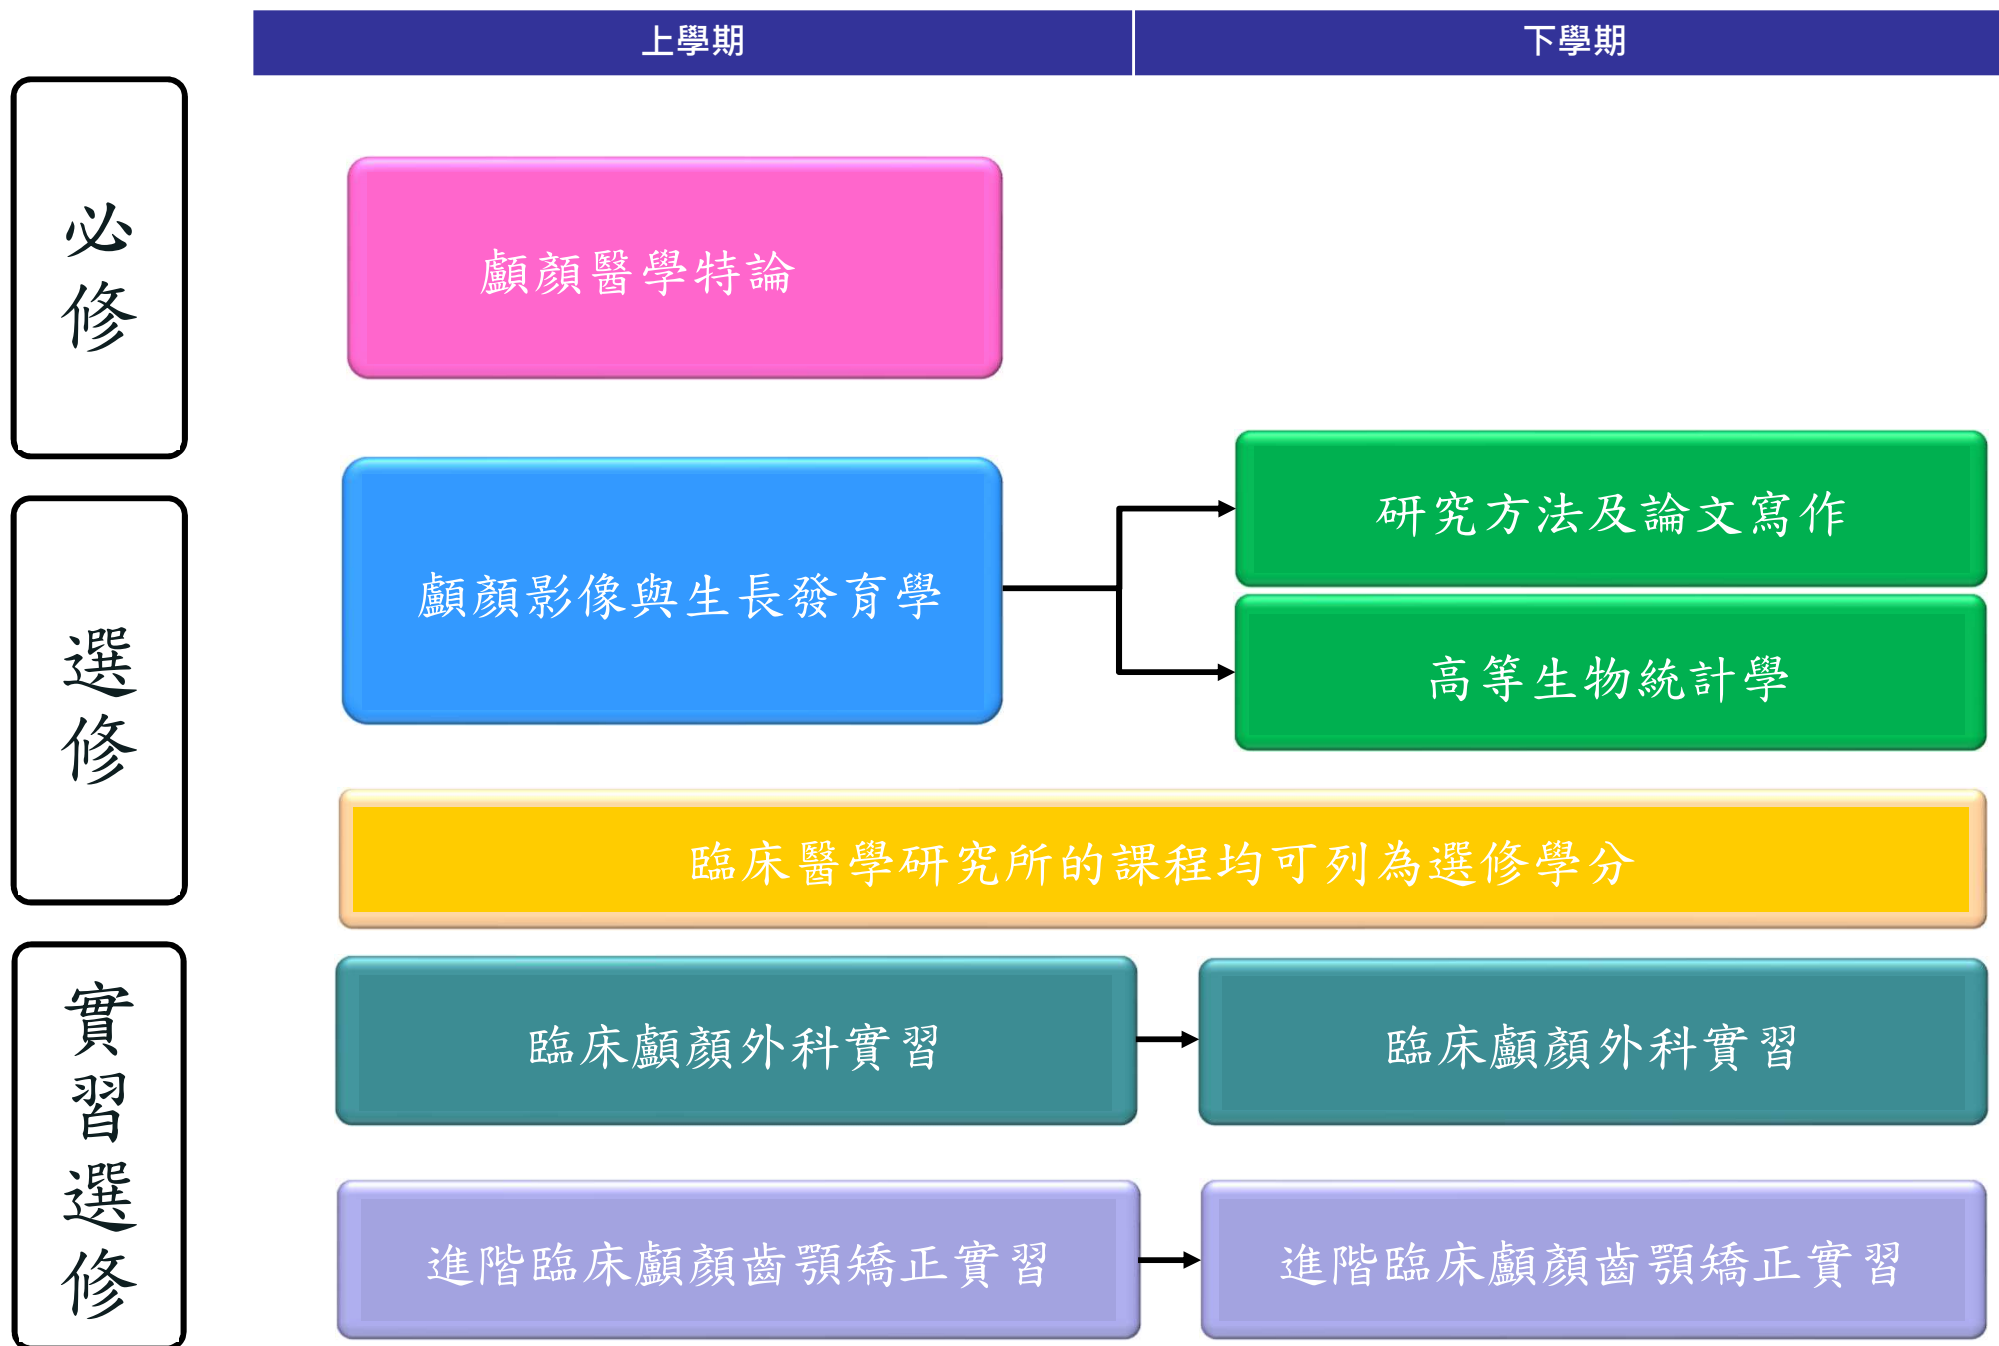 上學期
下學期
必修
顱顏醫學特論
選修
顱顏影像與生長發育學
研究方法及論文寫作
高等生物統計學
臨床醫學研究所的課程均可列為選修學分
實習選修
臨床顱顏外科實習
臨床顱顏外科實習
進階臨床顱顏齒顎矯正實習
進階臨床顱顏齒顎矯正實習